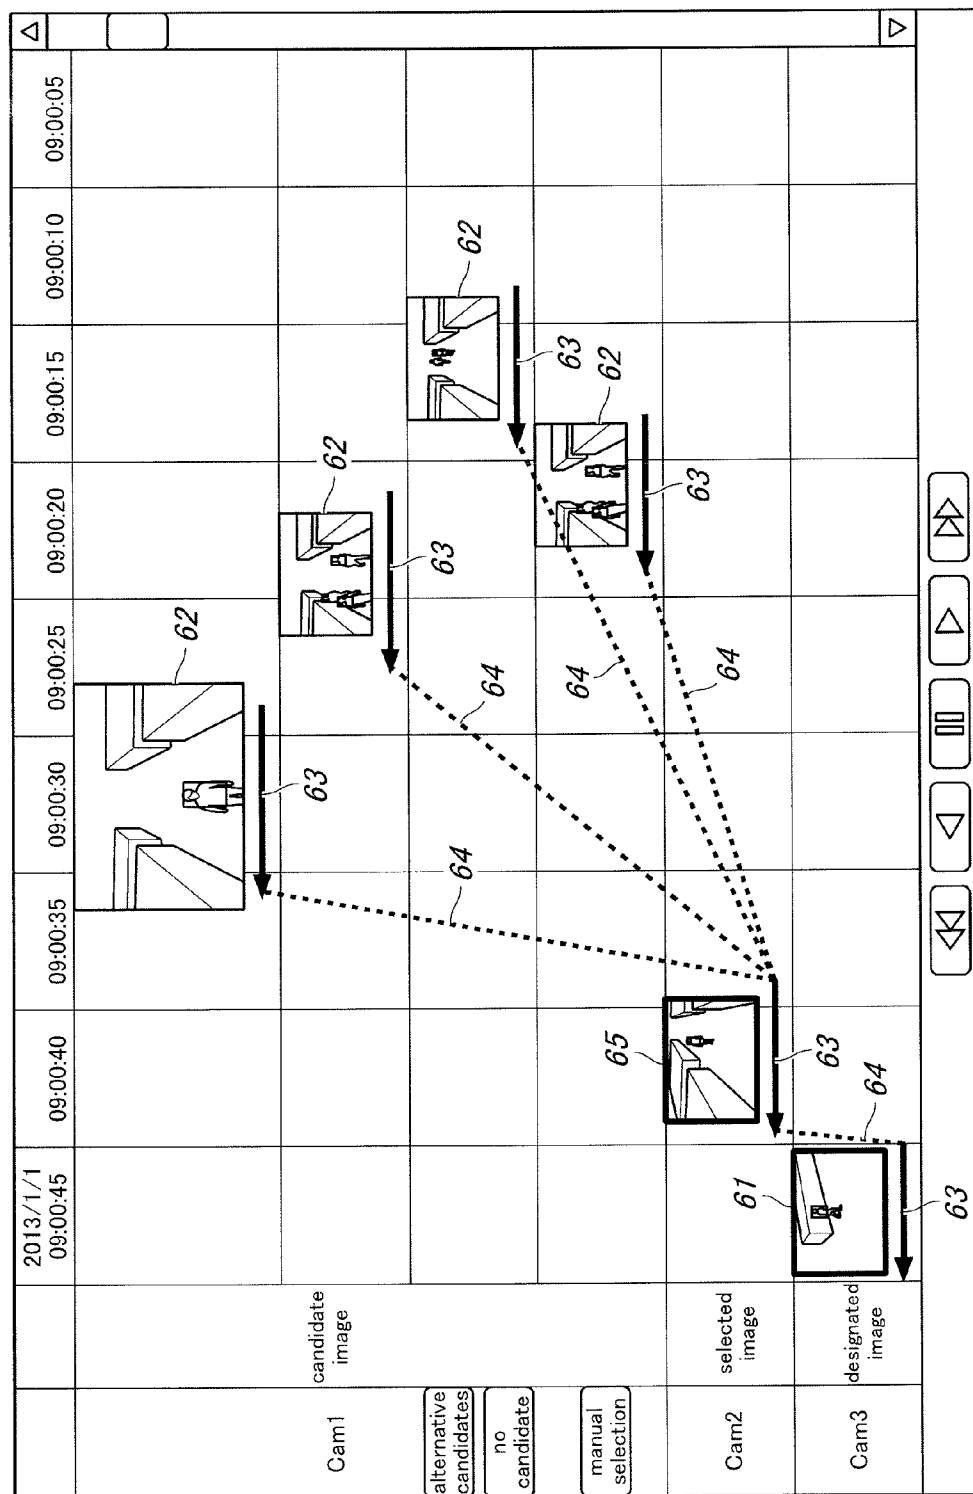 2013/1/1
09:00:45
09:00:40
09:00:35
09:00:30
09:00:25
09:00:20
09:00:15
09:00:10
09:00:05
Cam1
candidate
image
62
63
62
63
64
64
62
63
alternative
candidates
no
candidate
62
63
64
64
manual
selection
Cam2
selected
image
65
63
64
Cam3
designated
image
61
63